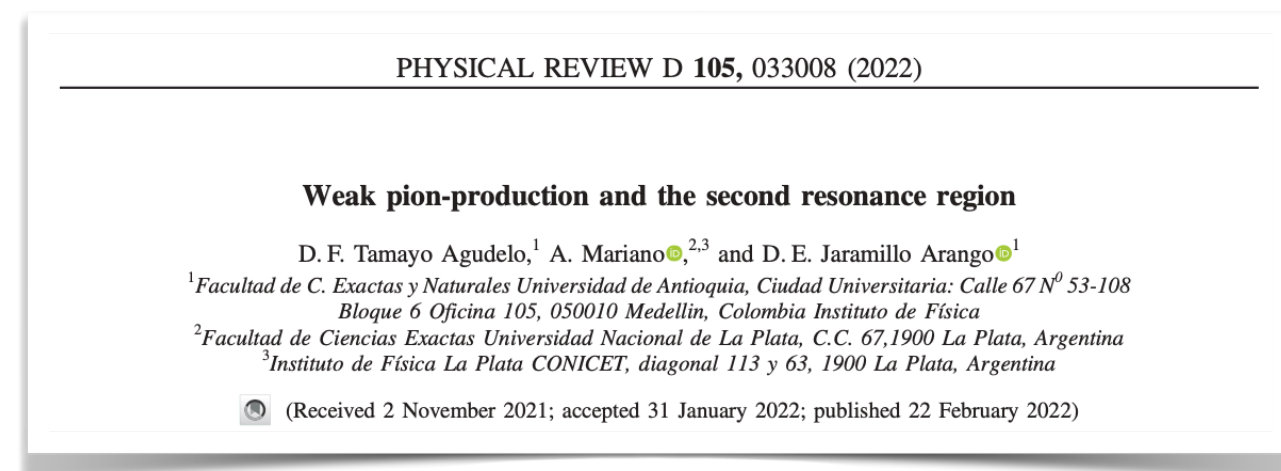 PHYSICAL REVIEW D 105, 033008 (2022)
Weak pion-production and the second resonance region
D. F. Tamayo Agudelo,1 A. Mariano,2,3 and D. E. Jaramillo Arango1
1Facultad de C. Exactas y Naturales Universidad de Antioquia, Ciudad Universitaria: Calle 67 N0 53-108
Bloque 6 Oficina 105, 050010 Medellin, Colombia Instituto de Física
2Facultad de Ciencias Exactas Universidad Nacional de La Plata, C.C. 67,1900 La Plata, Argentina
3Instituto de Física La Plata CONICET, diagonal 113 y 63, 1900 La Plata, Argentina
(Received 2 November 2021; accepted 31 January 2022; published 22 February 2022)